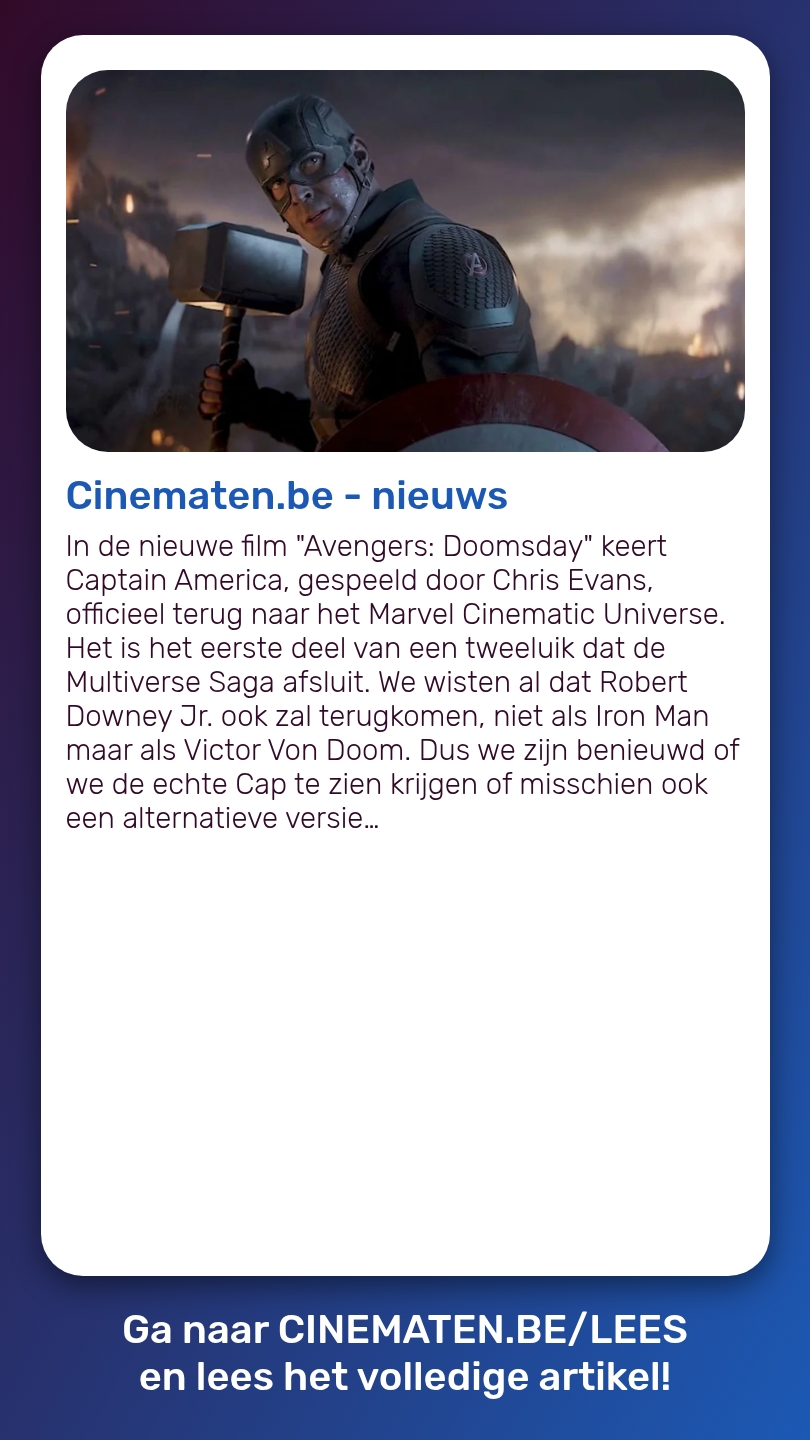 Cinematen.be - nieuws
In de nieuwe film "Avengers: Doomsday" keert
Captain America, gespeeld door Chris Evans,
officieel terug naar het Marvel Cinematic Universe.
Het is het eerste deel van een tweeluik dat de
Multiverse Saga afsluit. We wisten al dat Robert
Downey Jr. ook zal terugkomen, niet als Iron Man
maar als Victor Von Doom. Dus we zijn benieuwd of
we de echte Cap te zien krijgen of misschien ook
een alternatieve versie...
Ga naar CINEMATEN.BE/LEES
en lees het volledige artikel!